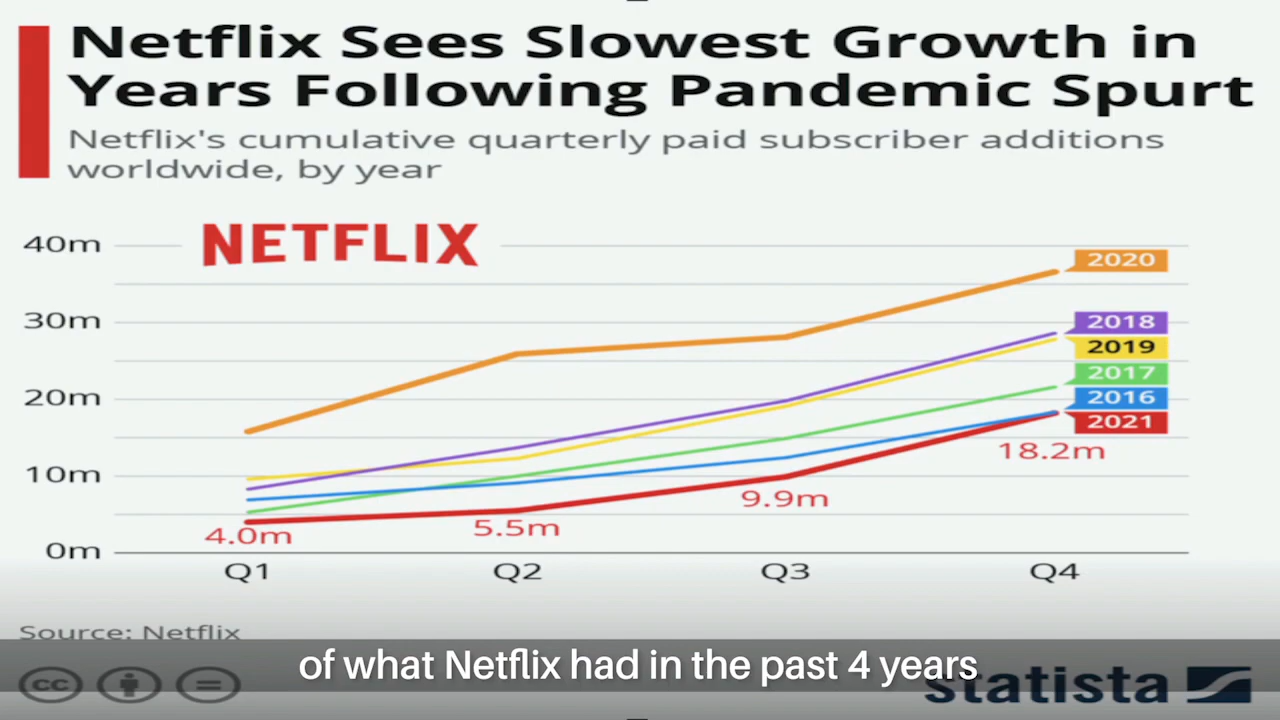 Netflix Sees Slowest Growth in
Years Following Pandemic Spurt
Netflix's cumulative quarterly paid subscriber additions
worldwide, by year
NETFLIX
40m
30m
20m
10m
0m
2020
2018
2019
2017
2016
2021
4.0m
5.5m
9.9m
18.2m
Q1 Q2 Q3 Q4
Source: Netflix
of what Netflix had in the past 4 years
cc
statista